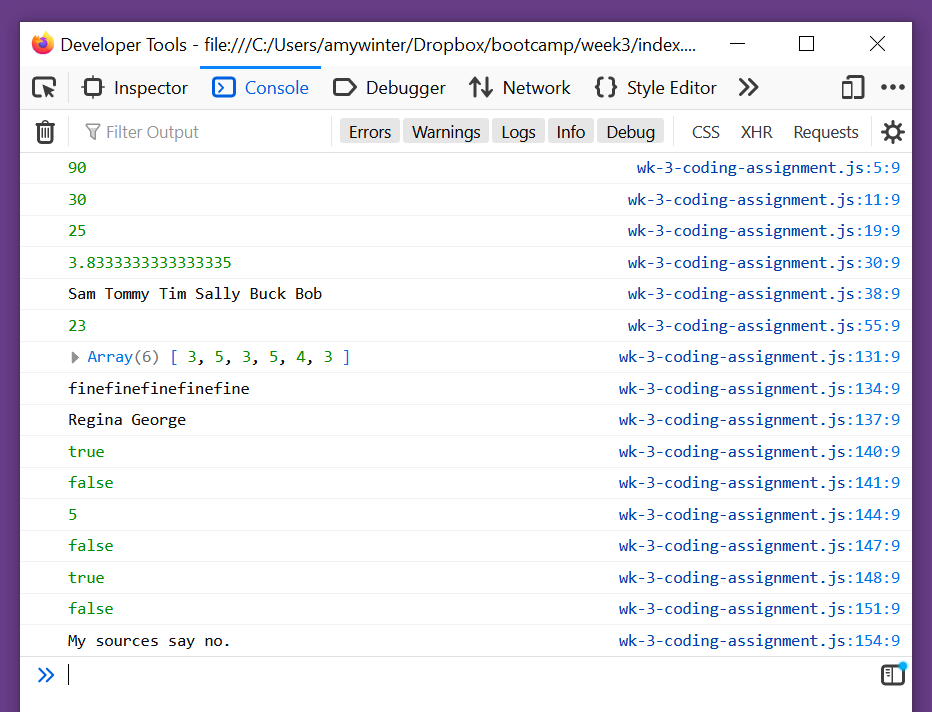 Developer Tools - file:///C:/Users/amywinter/Dropbox/bootcamp/week3/index....
Inspector Console Debugger Network Style Editor
Filter Output Errors Warnings Logs Info Debug CSS XHR Requests
90 wk-3-coding-assignment.js:5:9
30 wk-3-coding-assignment.js:11:9
25 wk-3-coding-assignment.js:19:9
3.8333333333333335 wk-3-coding-assignment.js:30:9
Sam Tommy Tim Sally Buck Bob wk-3-coding-assignment.js:38:9
23 wk-3-coding-assignment.js:55:9
Array(6) [ 3, 5, 3, 5, 4, 3 ] wk-3-coding-assignment.js:131:9
finefinefinefinefine wk-3-coding-assignment.js:134:9
Regina George wk-3-coding-assignment.js:137:9
true wk-3-coding-assignment.js:140:9
false wk-3-coding-assignment.js:141:9
5 wk-3-coding-assignment.js:144:9
false wk-3-coding-assignment.js:147:9
true wk-3-coding-assignment.js:148:9
false wk-3-coding-assignment.js:151:9
My sources say no. wk-3-coding-assignment.js:154:9